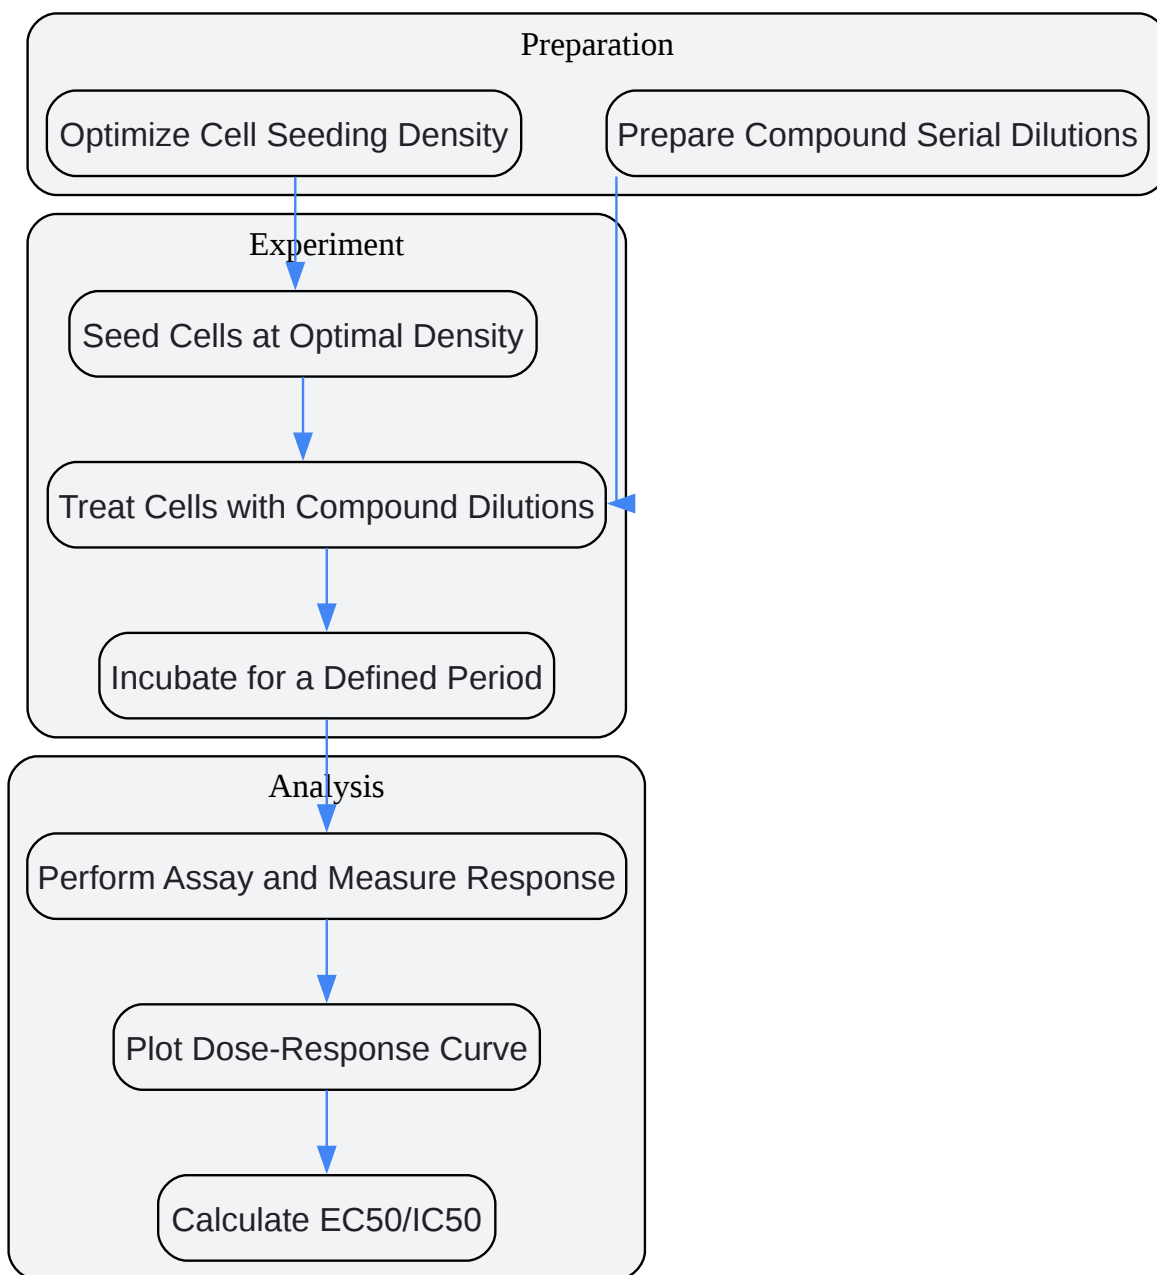 Preparation
Optimize Cell Seeding Density
Prepare Compound Serial Dilutions
Experiment
Seed Cells at Optimal Density
Treat Cells with Compound Dilutions
Incubate for a Defined Period
Analysis
Perform Assay and Measure Response
Plot Dose-Response Curve
Calculate EC50/IC50